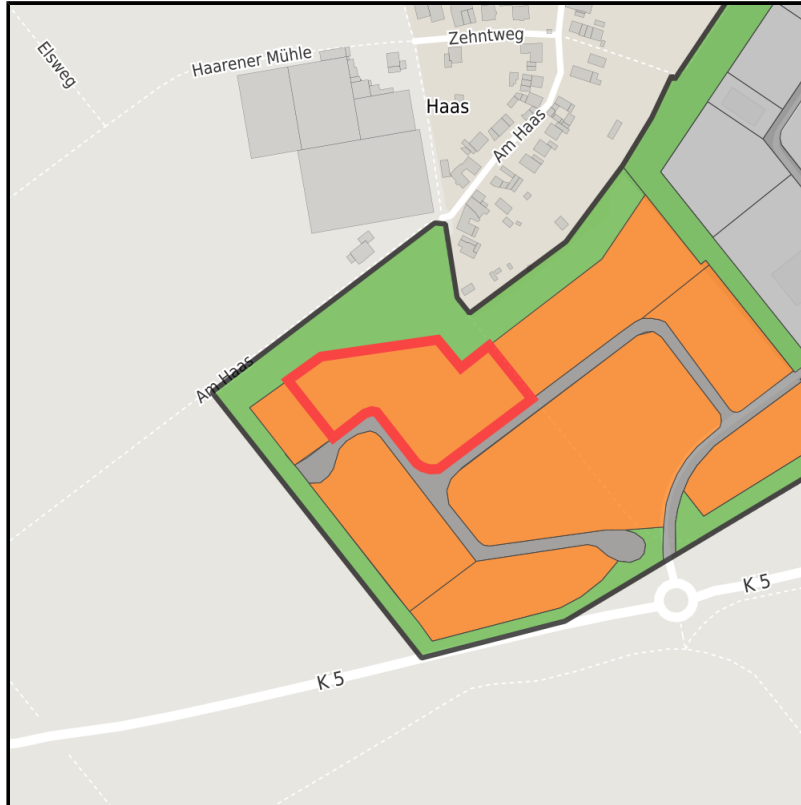 Elsweg
Haarener Mühle
Zehntweg
Haas
Am Haas
Am Haas
K 5
K 5